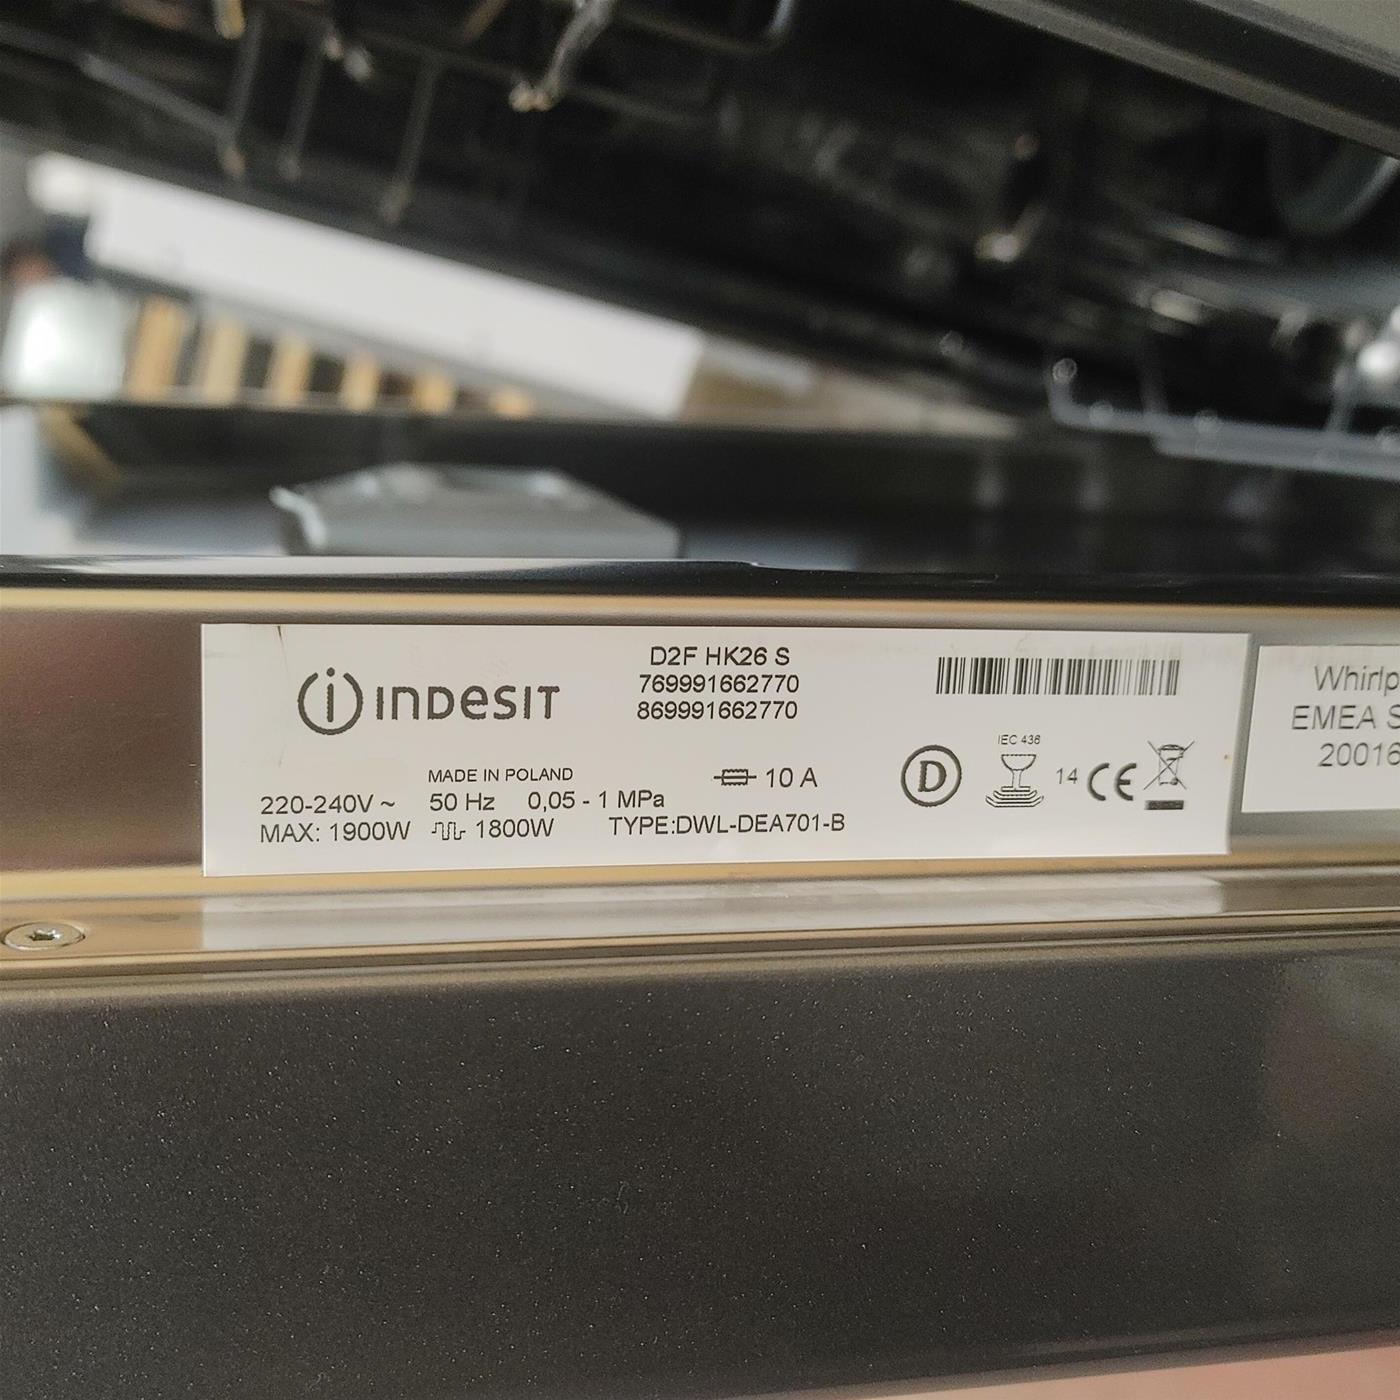 INDESIT
D2F HK26 S
769991662770
869991662770
MADE IN POLAND
10 A
220-240V ~ 50 Hz 0,05 - 1 MPa
MAX: 1900W 1800W TYPE:DWL-DEA701-B
D
IEC 436
14 CE
Whirlp
EMEA S
20016